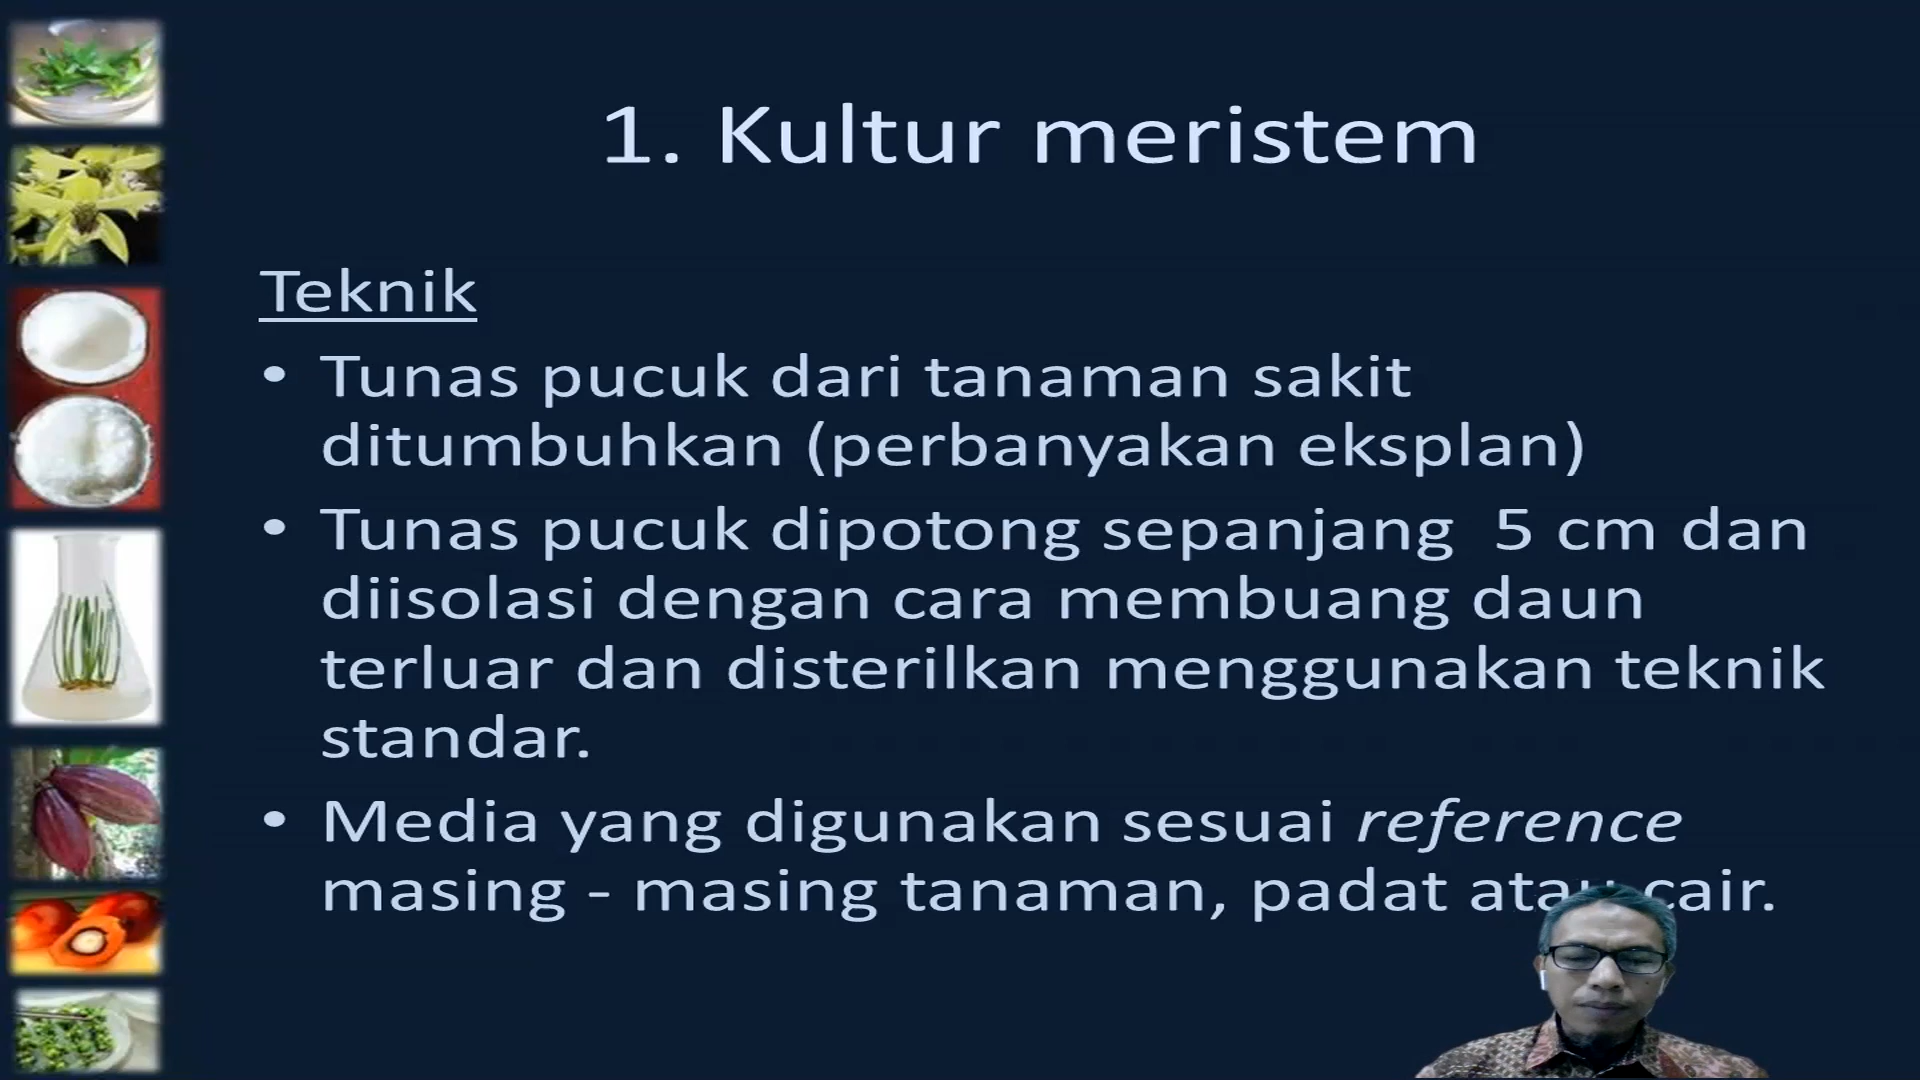 1. Kultur meristem
Teknik
• Tunas pucuk dari tanaman sakit
ditumbuhkan (perbanyakan eksplan)
• Tunas pucuk dipotong sepanjang 5 cm dan
diisolasi dengan cara membuang daun
terluar dan disterilkan menggunakan teknik
standar.
• Media yang digunakan sesuai reference
masing - masing tanaman, padat atau cair.